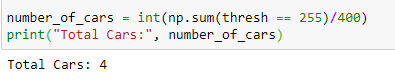 number_of_cars = int(np.sum(thresh == 255)/400)
print("Total Cars:", number_of_cars)
Total Cars: 4